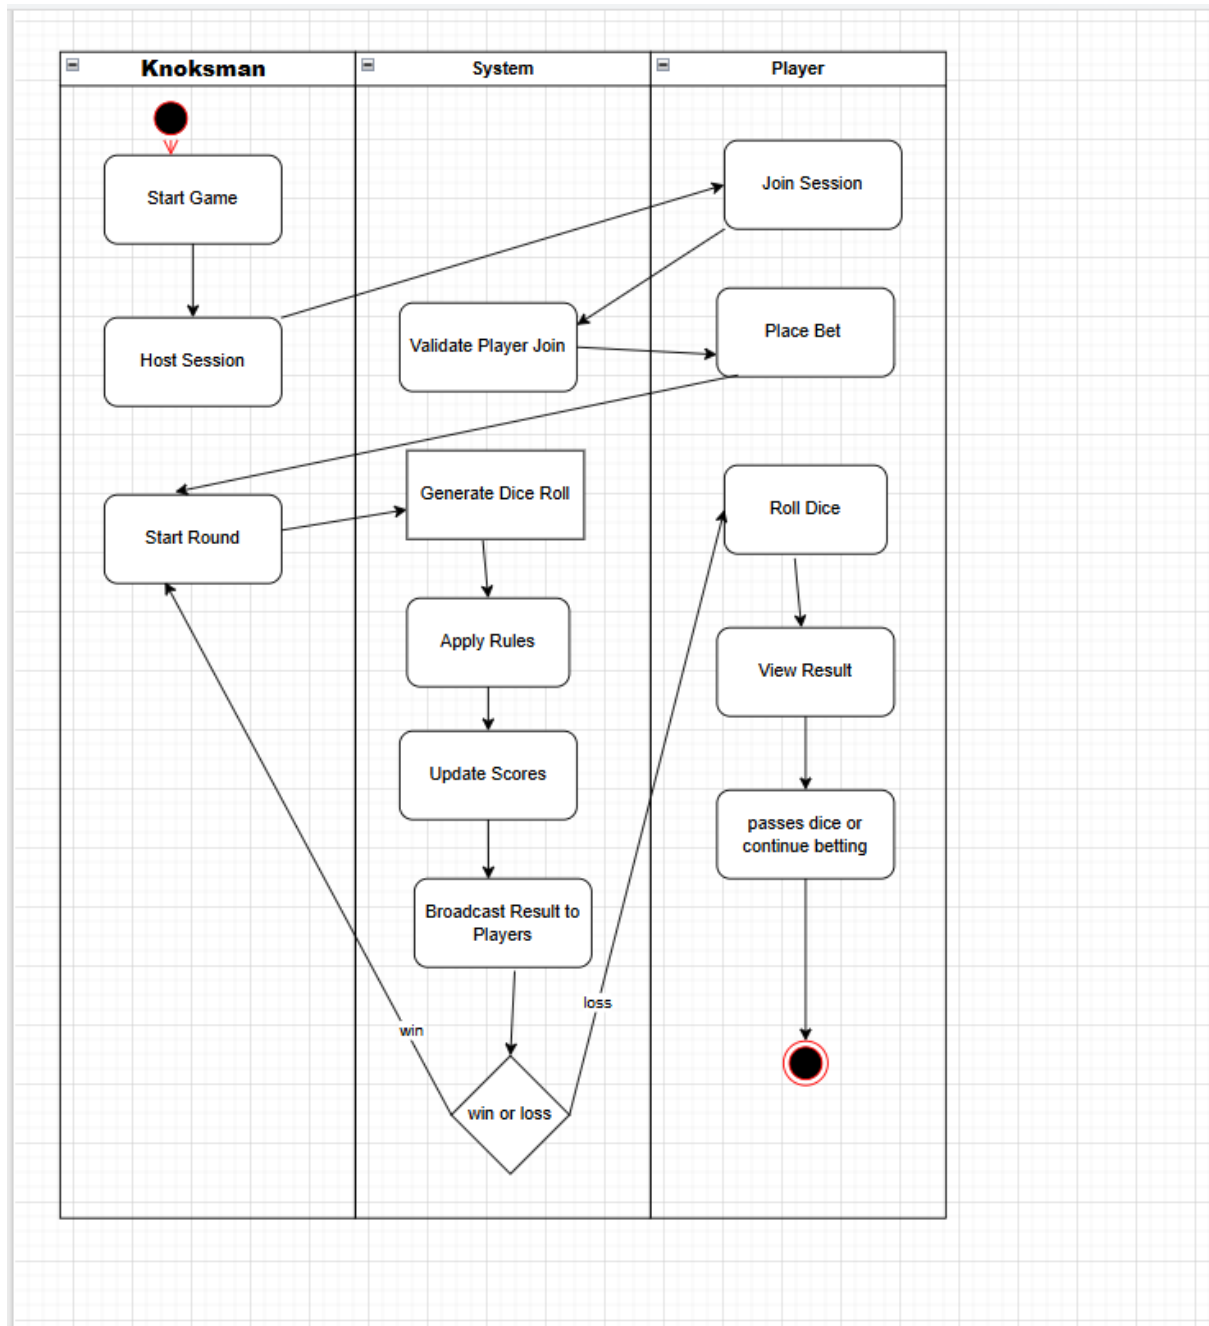 Knoksman
System
Player
Start Game
Join Session
Host Session
Validate Player Join
Place Bet
Start Round
Generate Dice Roll
Roll Dice
Apply Rules
View Result
Update Scores
passes dice or
continue betting
Broadcast Result to
Players
win
loss
win or loss